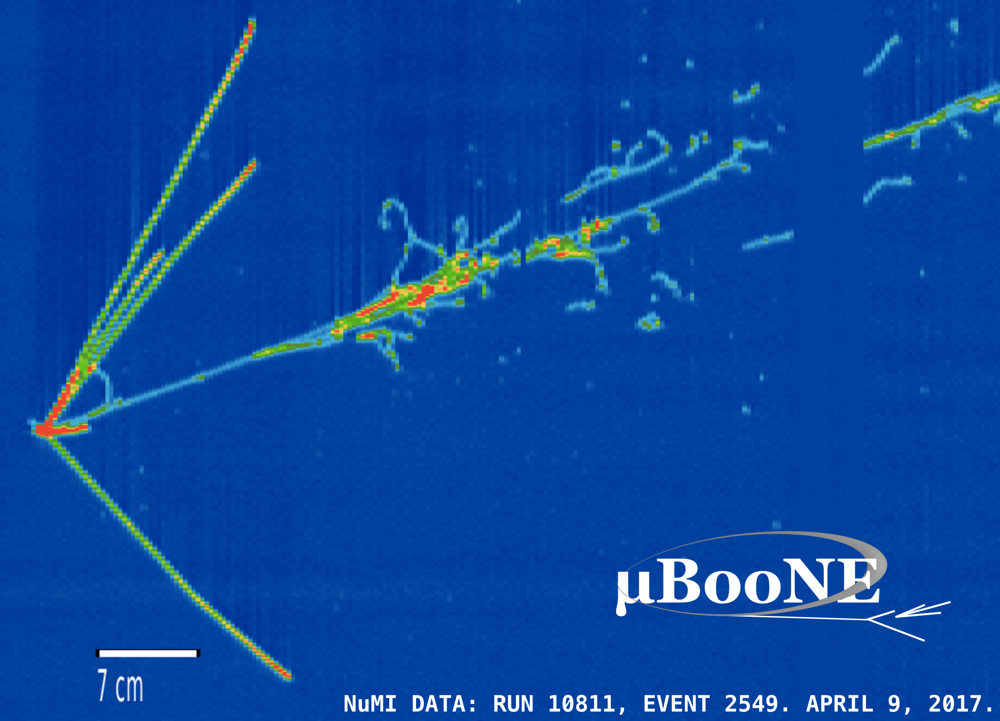 µBooNE
7 cm
NuMI DATA: RUN 10811, EVENT 2549. APRIL 9, 2017.